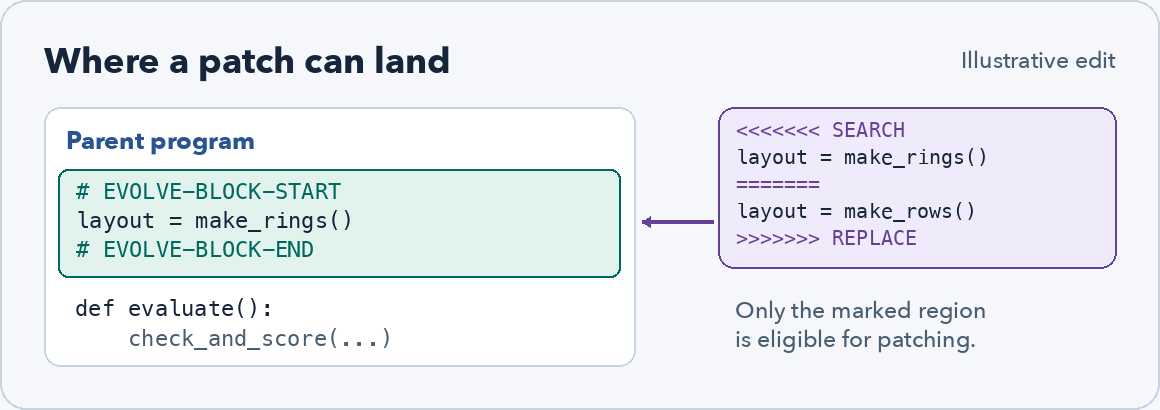 Where a patch can land
Illustrative edit
Parent program
# EVOLVE-BLOCK-START
layout = make_rings()
# EVOLVE-BLOCK-END
def evaluate():
    check_and_score(...)
<<<<<<< SEARCH
layout = make_rings()
=======
layout = make_rows()
>>>>>>> REPLACE
Only the marked region
is eligible for patching.